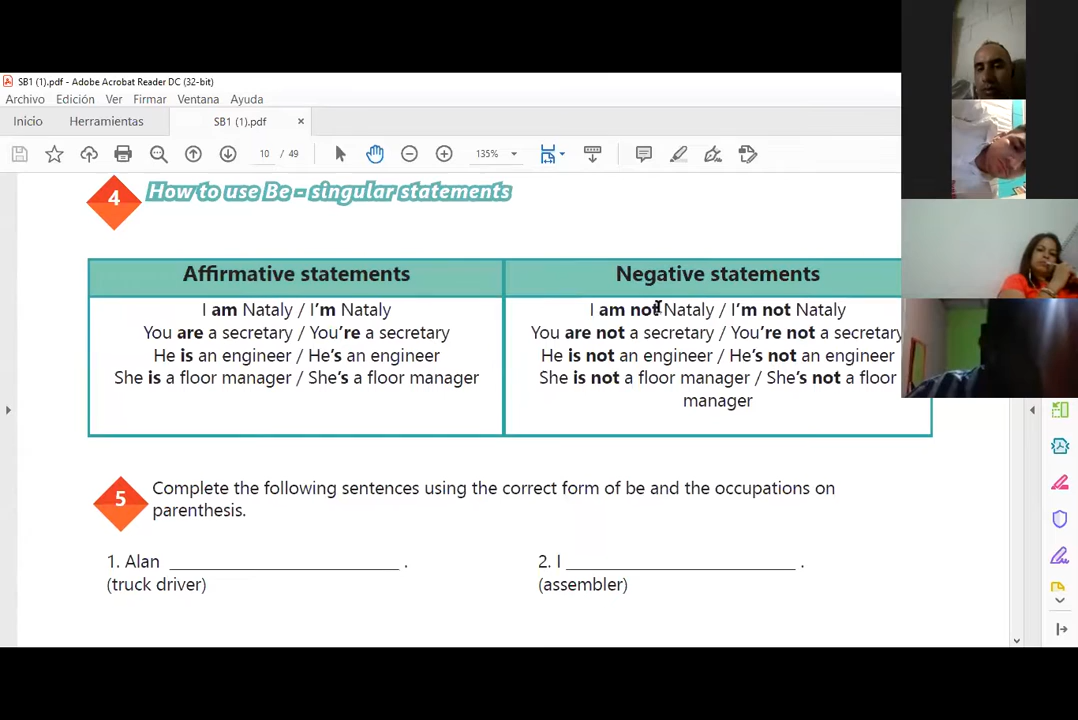 SB1 (1).pdf - Adobe Acrobat Reader DC (32-bit)
Archivo Edición Ver Firmar Ventana Ayuda
Inicio Herramientas SB1 (1).pdf ×
10 / 49 135%
4 How to use Be - singular statements
Affirmative statements
I am Nataly / I'm Nataly
You are a secretary / You're a secretary
He is an engineer / He's an engineer
She is a floor manager / She's a floor manager
Negative statements
I am not Nataly / I'm not Nataly
You are not a secretary / You're not a secretary
He is not an engineer / He's not an engineer
She is not a floor manager / She's not a floor
manager
5 Complete the following sentences using the correct form of be and the occupations on
parenthesis.
1. Alan ______________________ .
(truck driver)
2. I ______________________ .
(assembler)